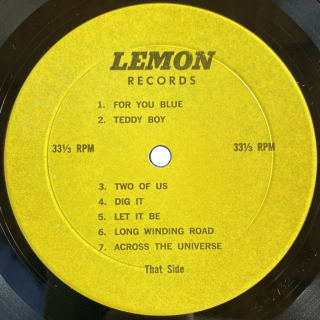 LEMON
RECORDS
1. FOR YOU BLUE
2. TEDDY BOY
33⅓ RPM 33⅓ RPM
3. TWO OF US
4. DIG IT
5. LET IT BE
6. LONG WINDING ROAD
7. ACROSS THE UNIVERSE
That Side